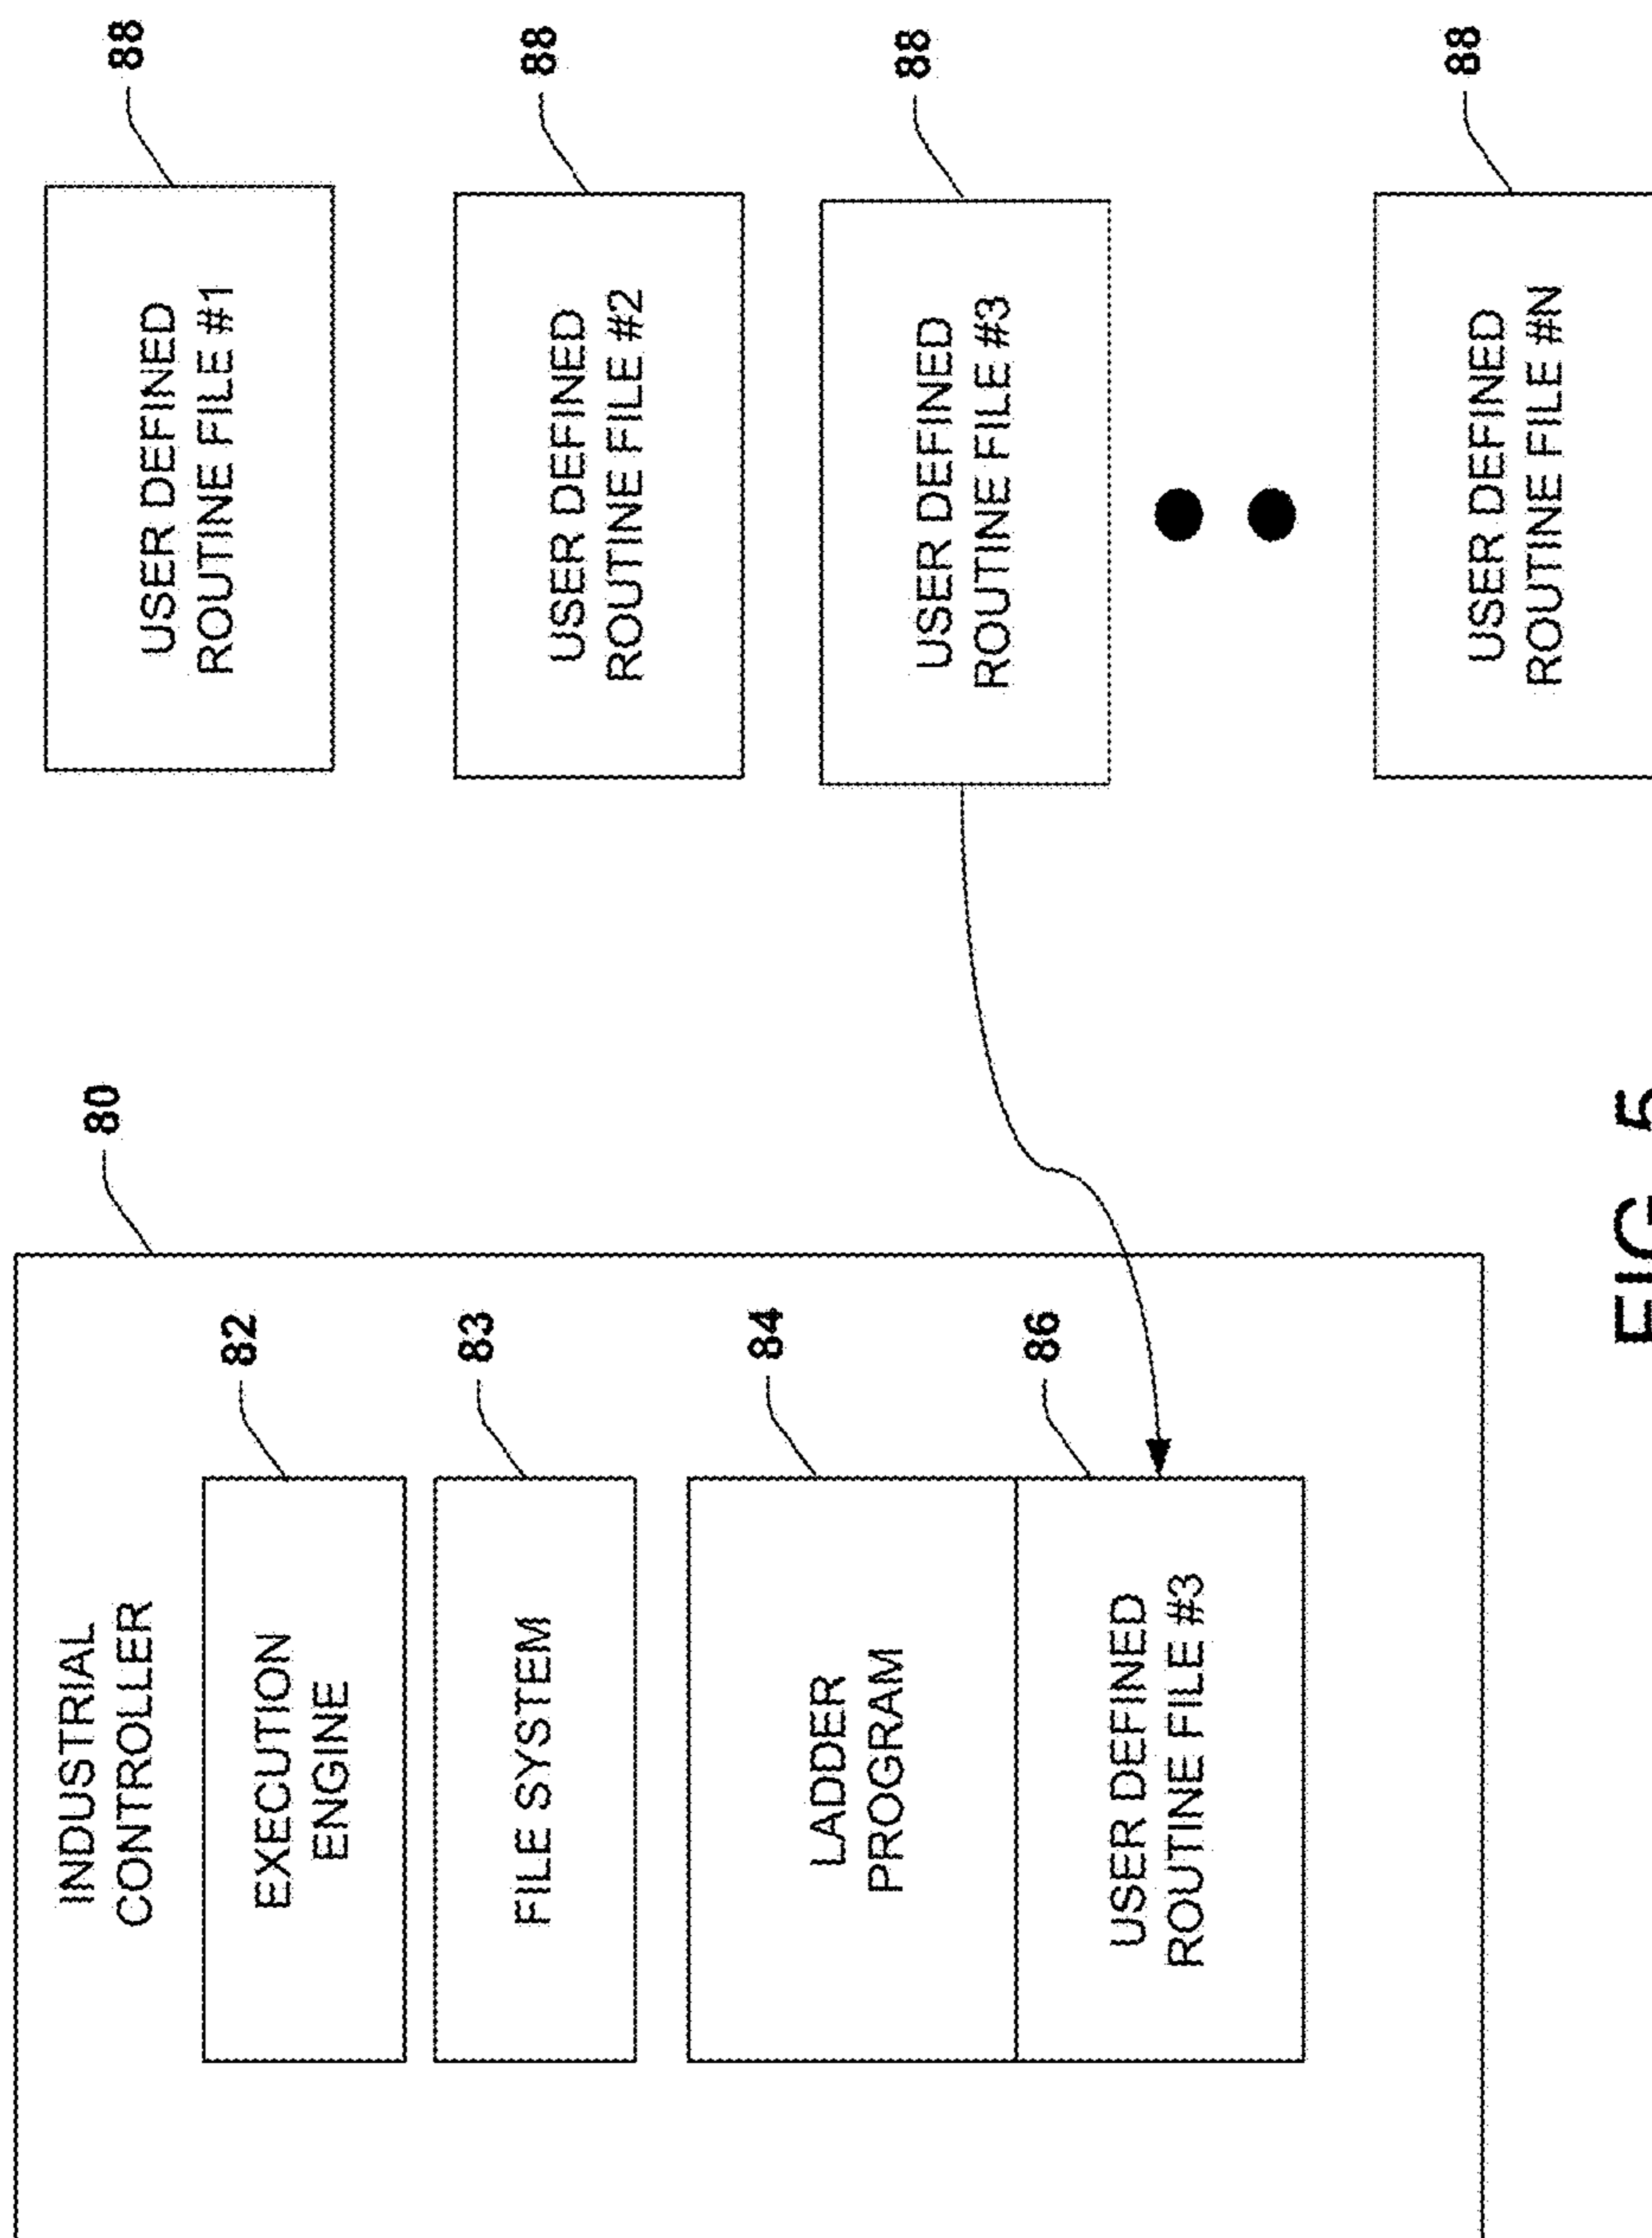 80
INDUSTRIAL
CONTROLLER
82
EXECUTION
ENGINE
83
FILE SYSTEM
84
LADDER
PROGRAM
86
USER DEFINED
ROUTINE FILE #3
88
USER DEFINED
ROUTINE FILE #1
88
USER DEFINED
ROUTINE FILE #2
88
USER DEFINED
ROUTINE FILE #3
88
USER DEFINED
ROUTINE FILE #N
FIG. 5